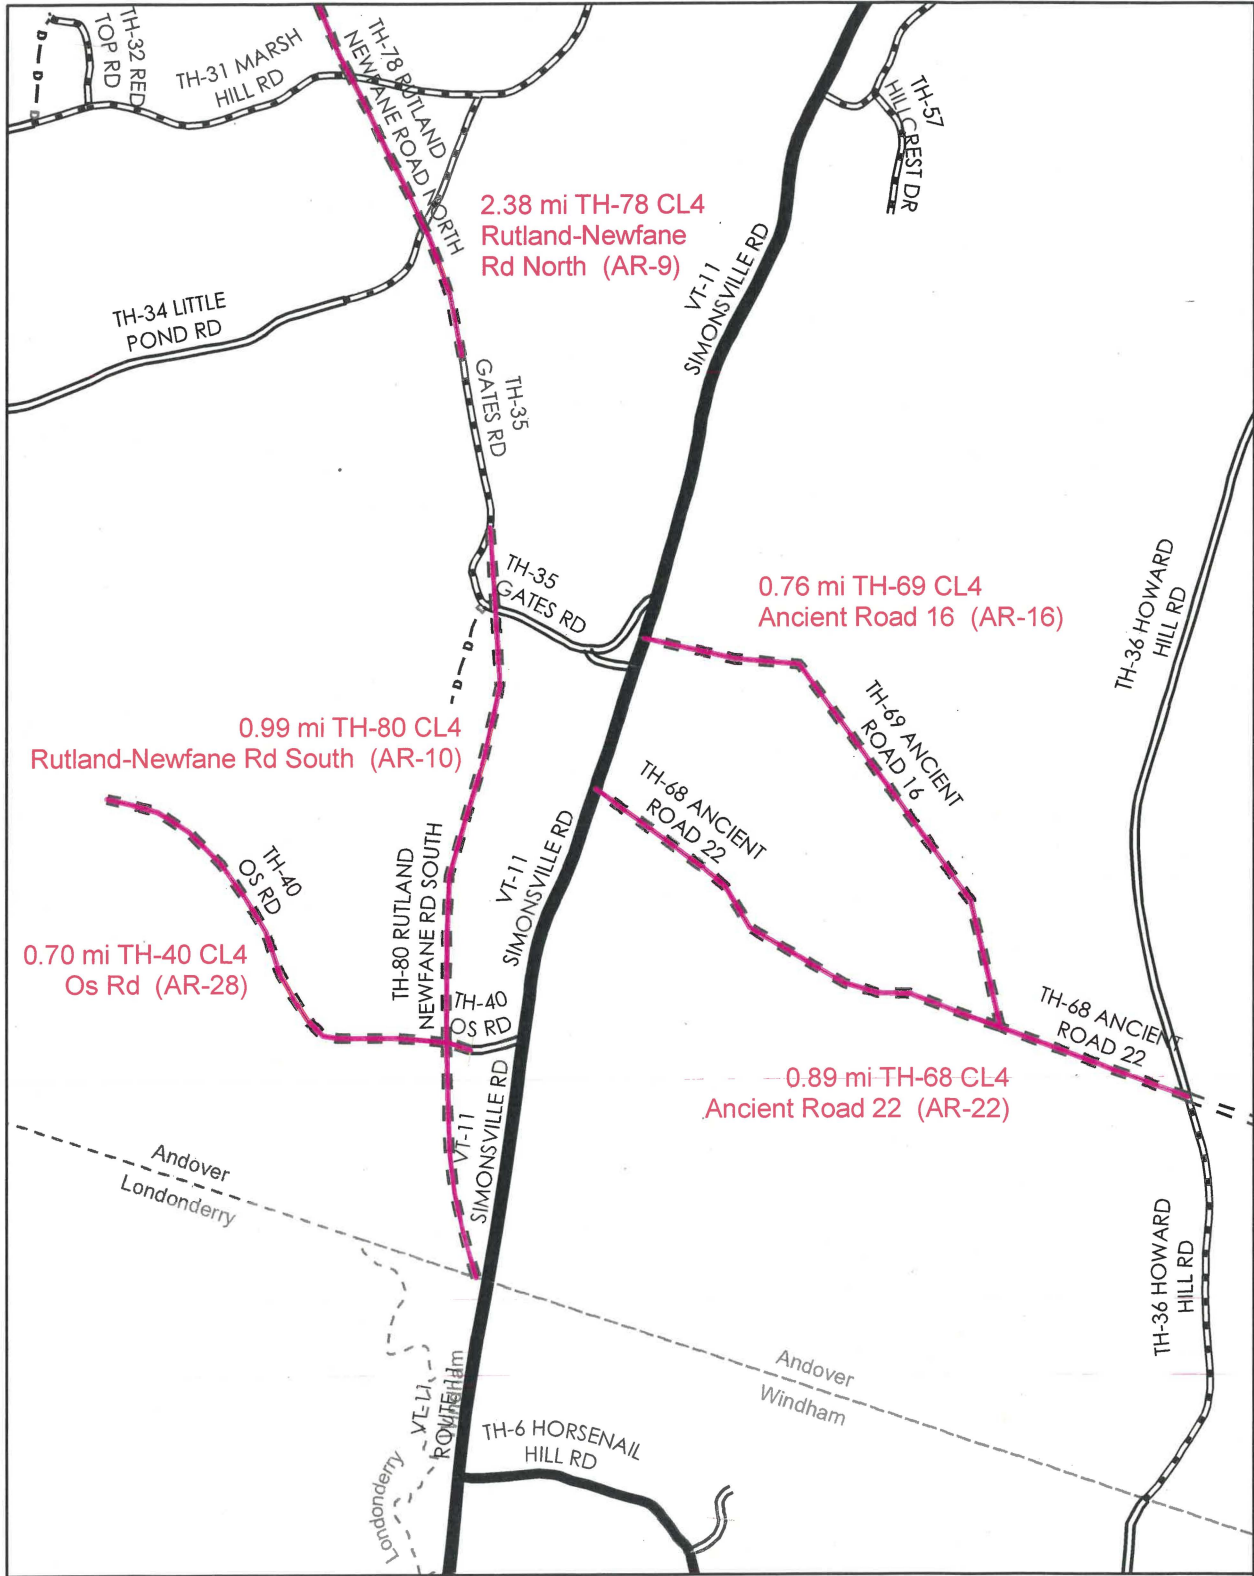 D
D
D
TH-32 RED
TOP RD
TH-31 MARSH
HILL RD
TH-78 RUTLAND
NEWFANE ROAD NORTH
TH-57
HILLCREST DR
2.38 mi TH-78 CL4
Rutland-Newfane
Rd North (AR-9)
VT-11
SIMONSVILLE RD
TH-34 LITTLE
POND RD
TH-35
GATES RD
TH-35
GATES RD
0.76 mi TH-69 CL4
Ancient Road 16 (AR-16)
TH-36 HOWARD
HILL RD
D
D
D
0.99 mi TH-80 CL4
Rutland-Newfane Rd South (AR-10)
TH-69 ANCIENT
ROAD 16
TH-68 ANCIENT
ROAD 22
TH-40
OS RD
TH-80 RUTLAND
NEWFANE RD SOUTH
VT-11
SIMONSVILLE RD
0.70 mi TH-40 CL4
Os Rd (AR-28)
TH-40
OS RD
TH-68 ANCIENT
ROAD 22
0.89 mi TH-68 CL4
Ancient Road 22 (AR-22)
VT-11
SIMONSVILLE RD
Andover
Londonderry
TH-36 HOWARD
HILL RD
Andover
Windham
VT-11
ROUTE 11
Windham
Londonderry
TH-6 HORSENAIL
HILL RD